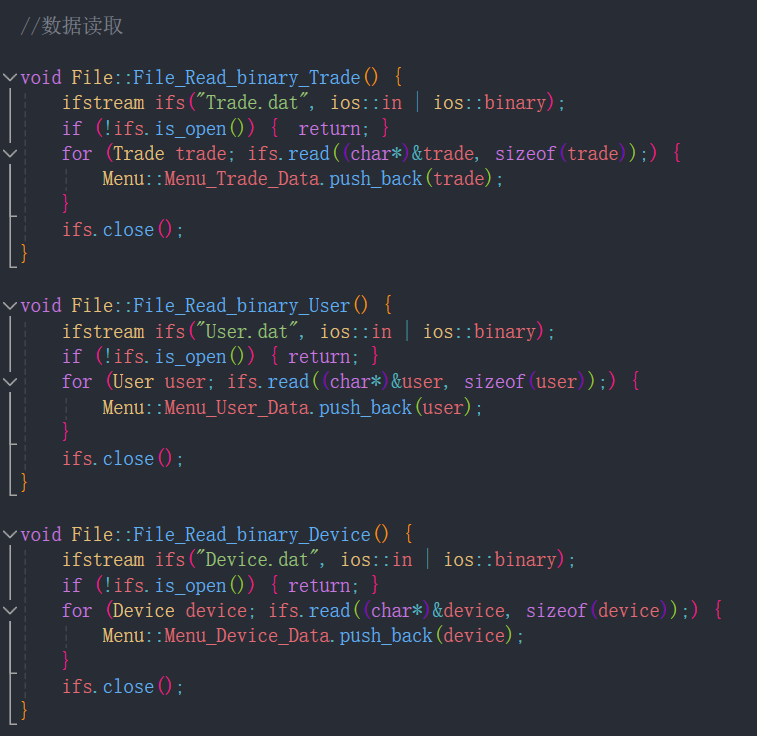 //数据读取
void File::File_Read_binary_Trade() {
ifstream ifs("Trade.dat", ios::in | ios::binary);
if (!ifs.is_open()) {  return; }
for (Trade trade; ifs.read((char*)&trade, sizeof(trade));) {
Menu::Menu_Trade_Data.push_back(trade);
}
ifs.close();
}
void File::File_Read_binary_User() {
ifstream ifs("User.dat", ios::in | ios::binary);
if (!ifs.is_open()) { return; }
for (User user; ifs.read((char*)&user, sizeof(user));) {
Menu::Menu_User_Data.push_back(user);
}
ifs.close();
}
void File::File_Read_binary_Device() {
ifstream ifs("Device.dat", ios::in | ios::binary);
if (!ifs.is_open()) { return; }
for (Device device; ifs.read((char*)&device, sizeof(device));) {
Menu::Menu_Device_Data.push_back(device);
}
ifs.close();
}